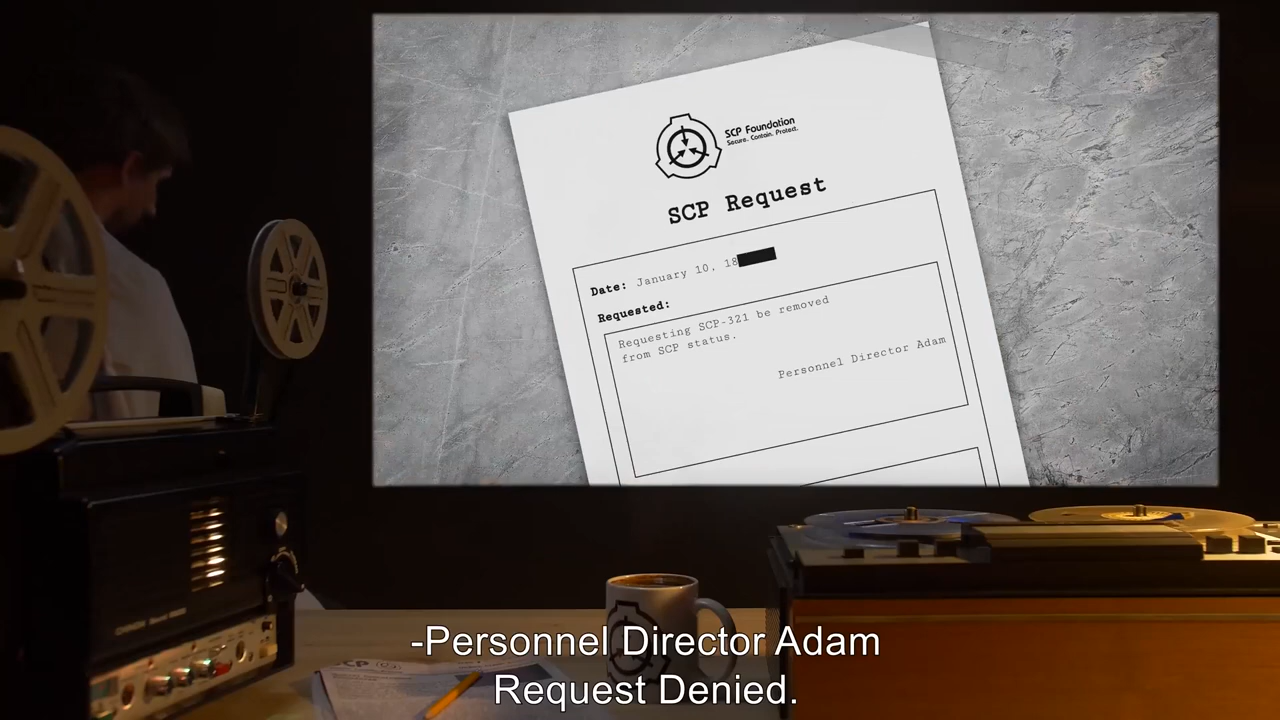 SCP Foundation
Secure. Contain. Protect.
SCP Request
Date: January 10, 18
Requested:
Requesting SCP-321 be removed
from SCP status.
Personnel Director Adam
-Personnel Director Adam
Request Denied.